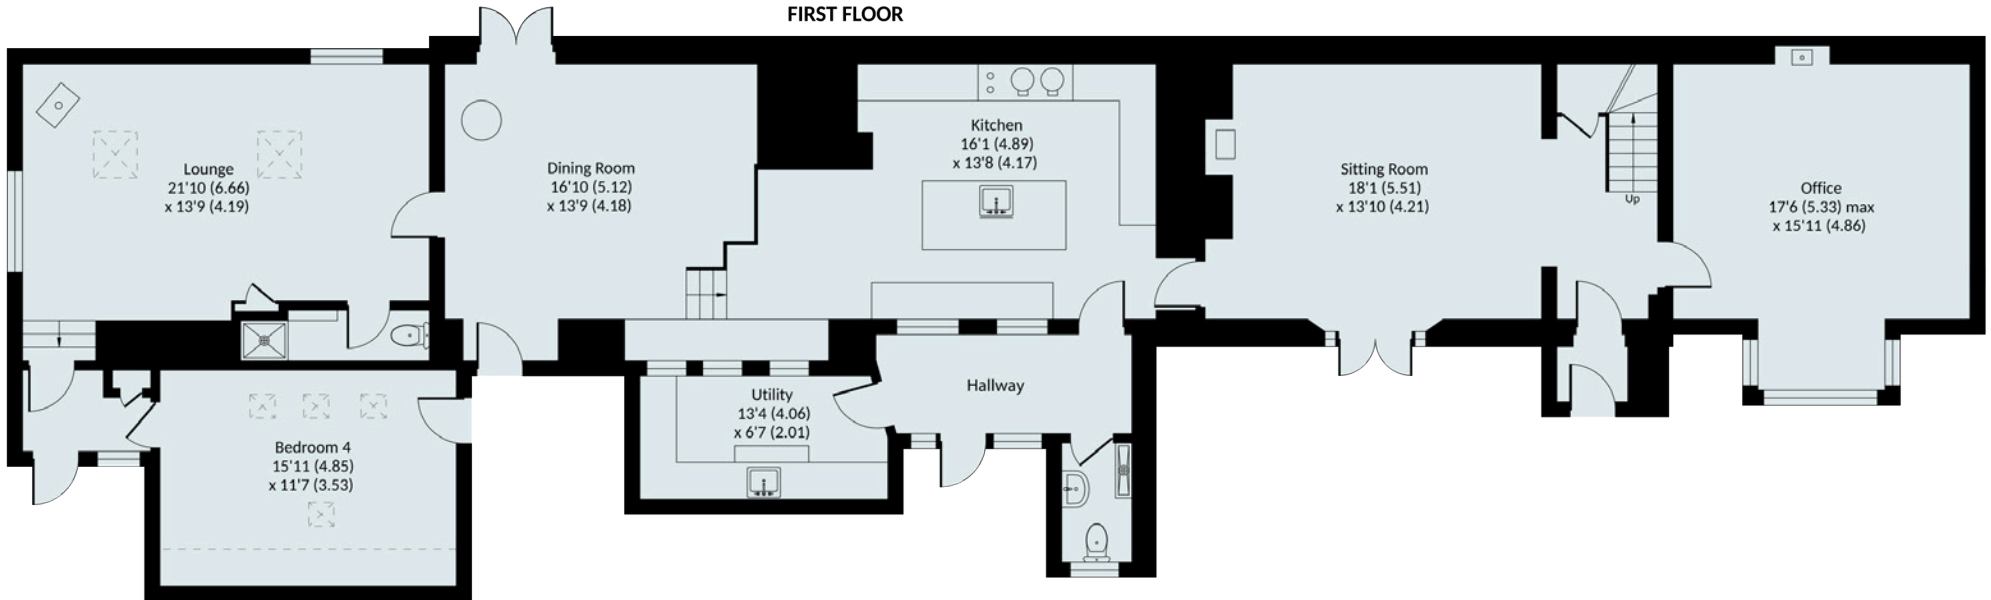 FIRST FLOOR
Lounge
21'10 (6.66)
x 13'9 (4.19)
Dining Room
16'10 (5.12)
x 13'9 (4.18)
Kitchen
16'1 (4.89)
x 13'8 (4.17)
Sitting Room
18'1 (5.51)
x 13'10 (4.21)
Up
Office
17'6 (5.33) max
x 15'11 (4.86)
Hallway
Utility
13'4 (4.06)
x 6'7 (2.01)
Bedroom 4
15'11 (4.85)
x 11'7 (3.53)